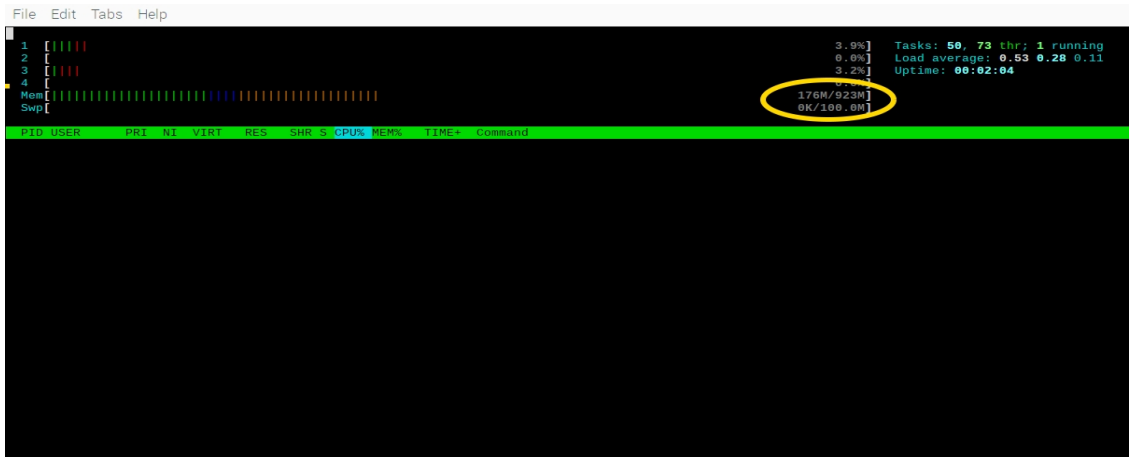 File Edit Tabs Help
1 [||||| 3.9%] Tasks: 50, 73 thr; 1 running
2 [ 0.0%] Load average: 0.53 0.28 0.11
3 [|||| 3.2%] Uptime: 00:02:04
4 [ 0.0%]
Mem[|||||||||||||||||||||||||||||||||||||||||||| 176M/923M]
Swp[ 0K/100.0M]
PID USER PRI NI VIRT RES SHR S CPU% MEM% TIME+ Command